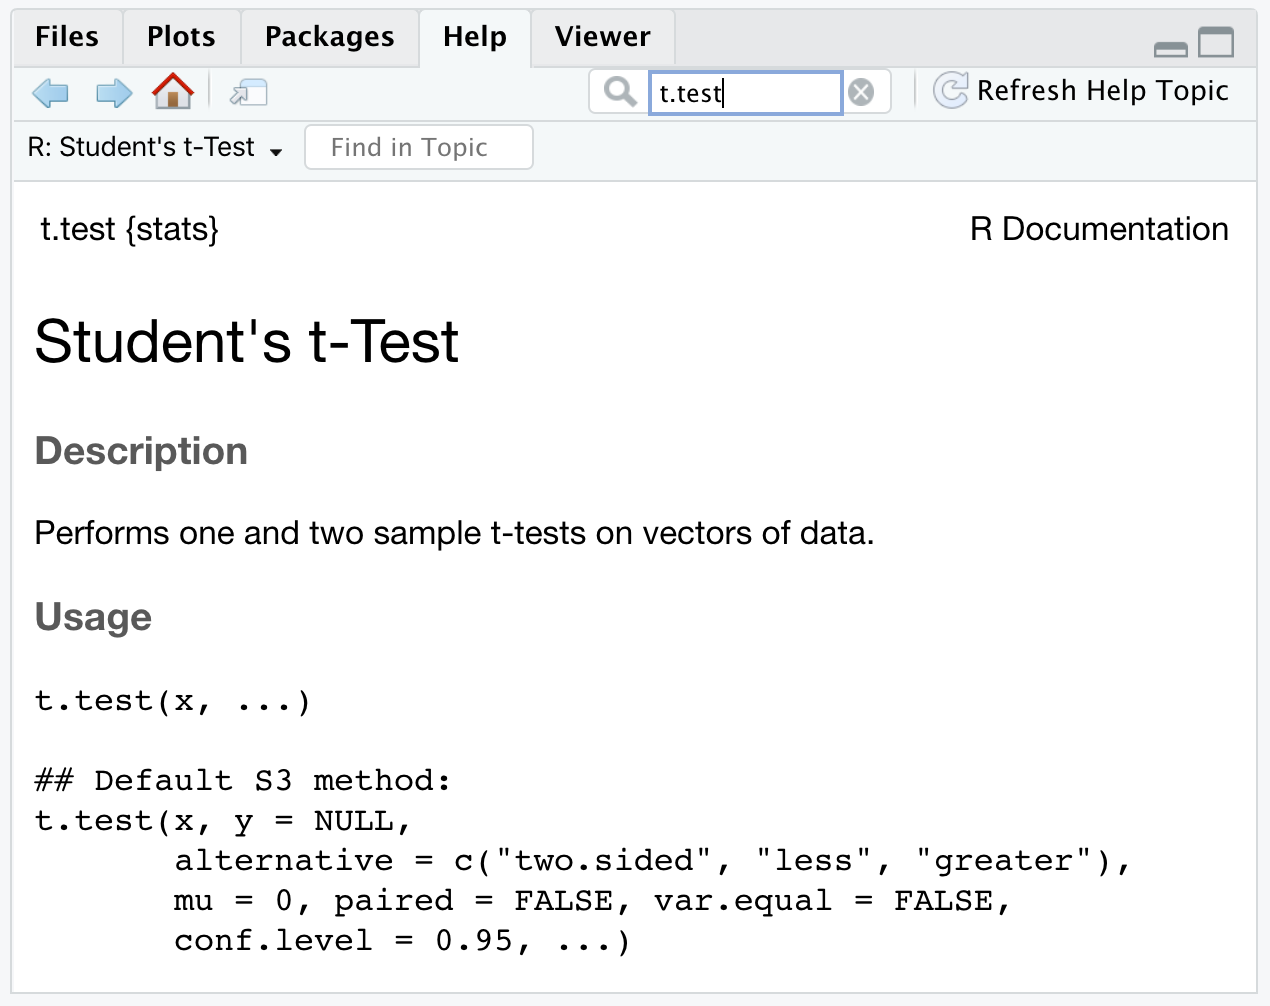 Files Plots Packages Help Viewer
t.test Refresh Help Topic
R: Student's t-Test Find in Topic
t.test {stats} R Documentation
Student's t-Test
Description
Performs one and two sample t-tests on vectors of data.
Usage
t.test(x, ...)
## Default S3 method:
t.test(x, y = NULL,
       alternative = c("two.sided", "less", "greater"),
       mu = 0, paired = FALSE, var.equal = FALSE,
       conf.level = 0.95, ...)